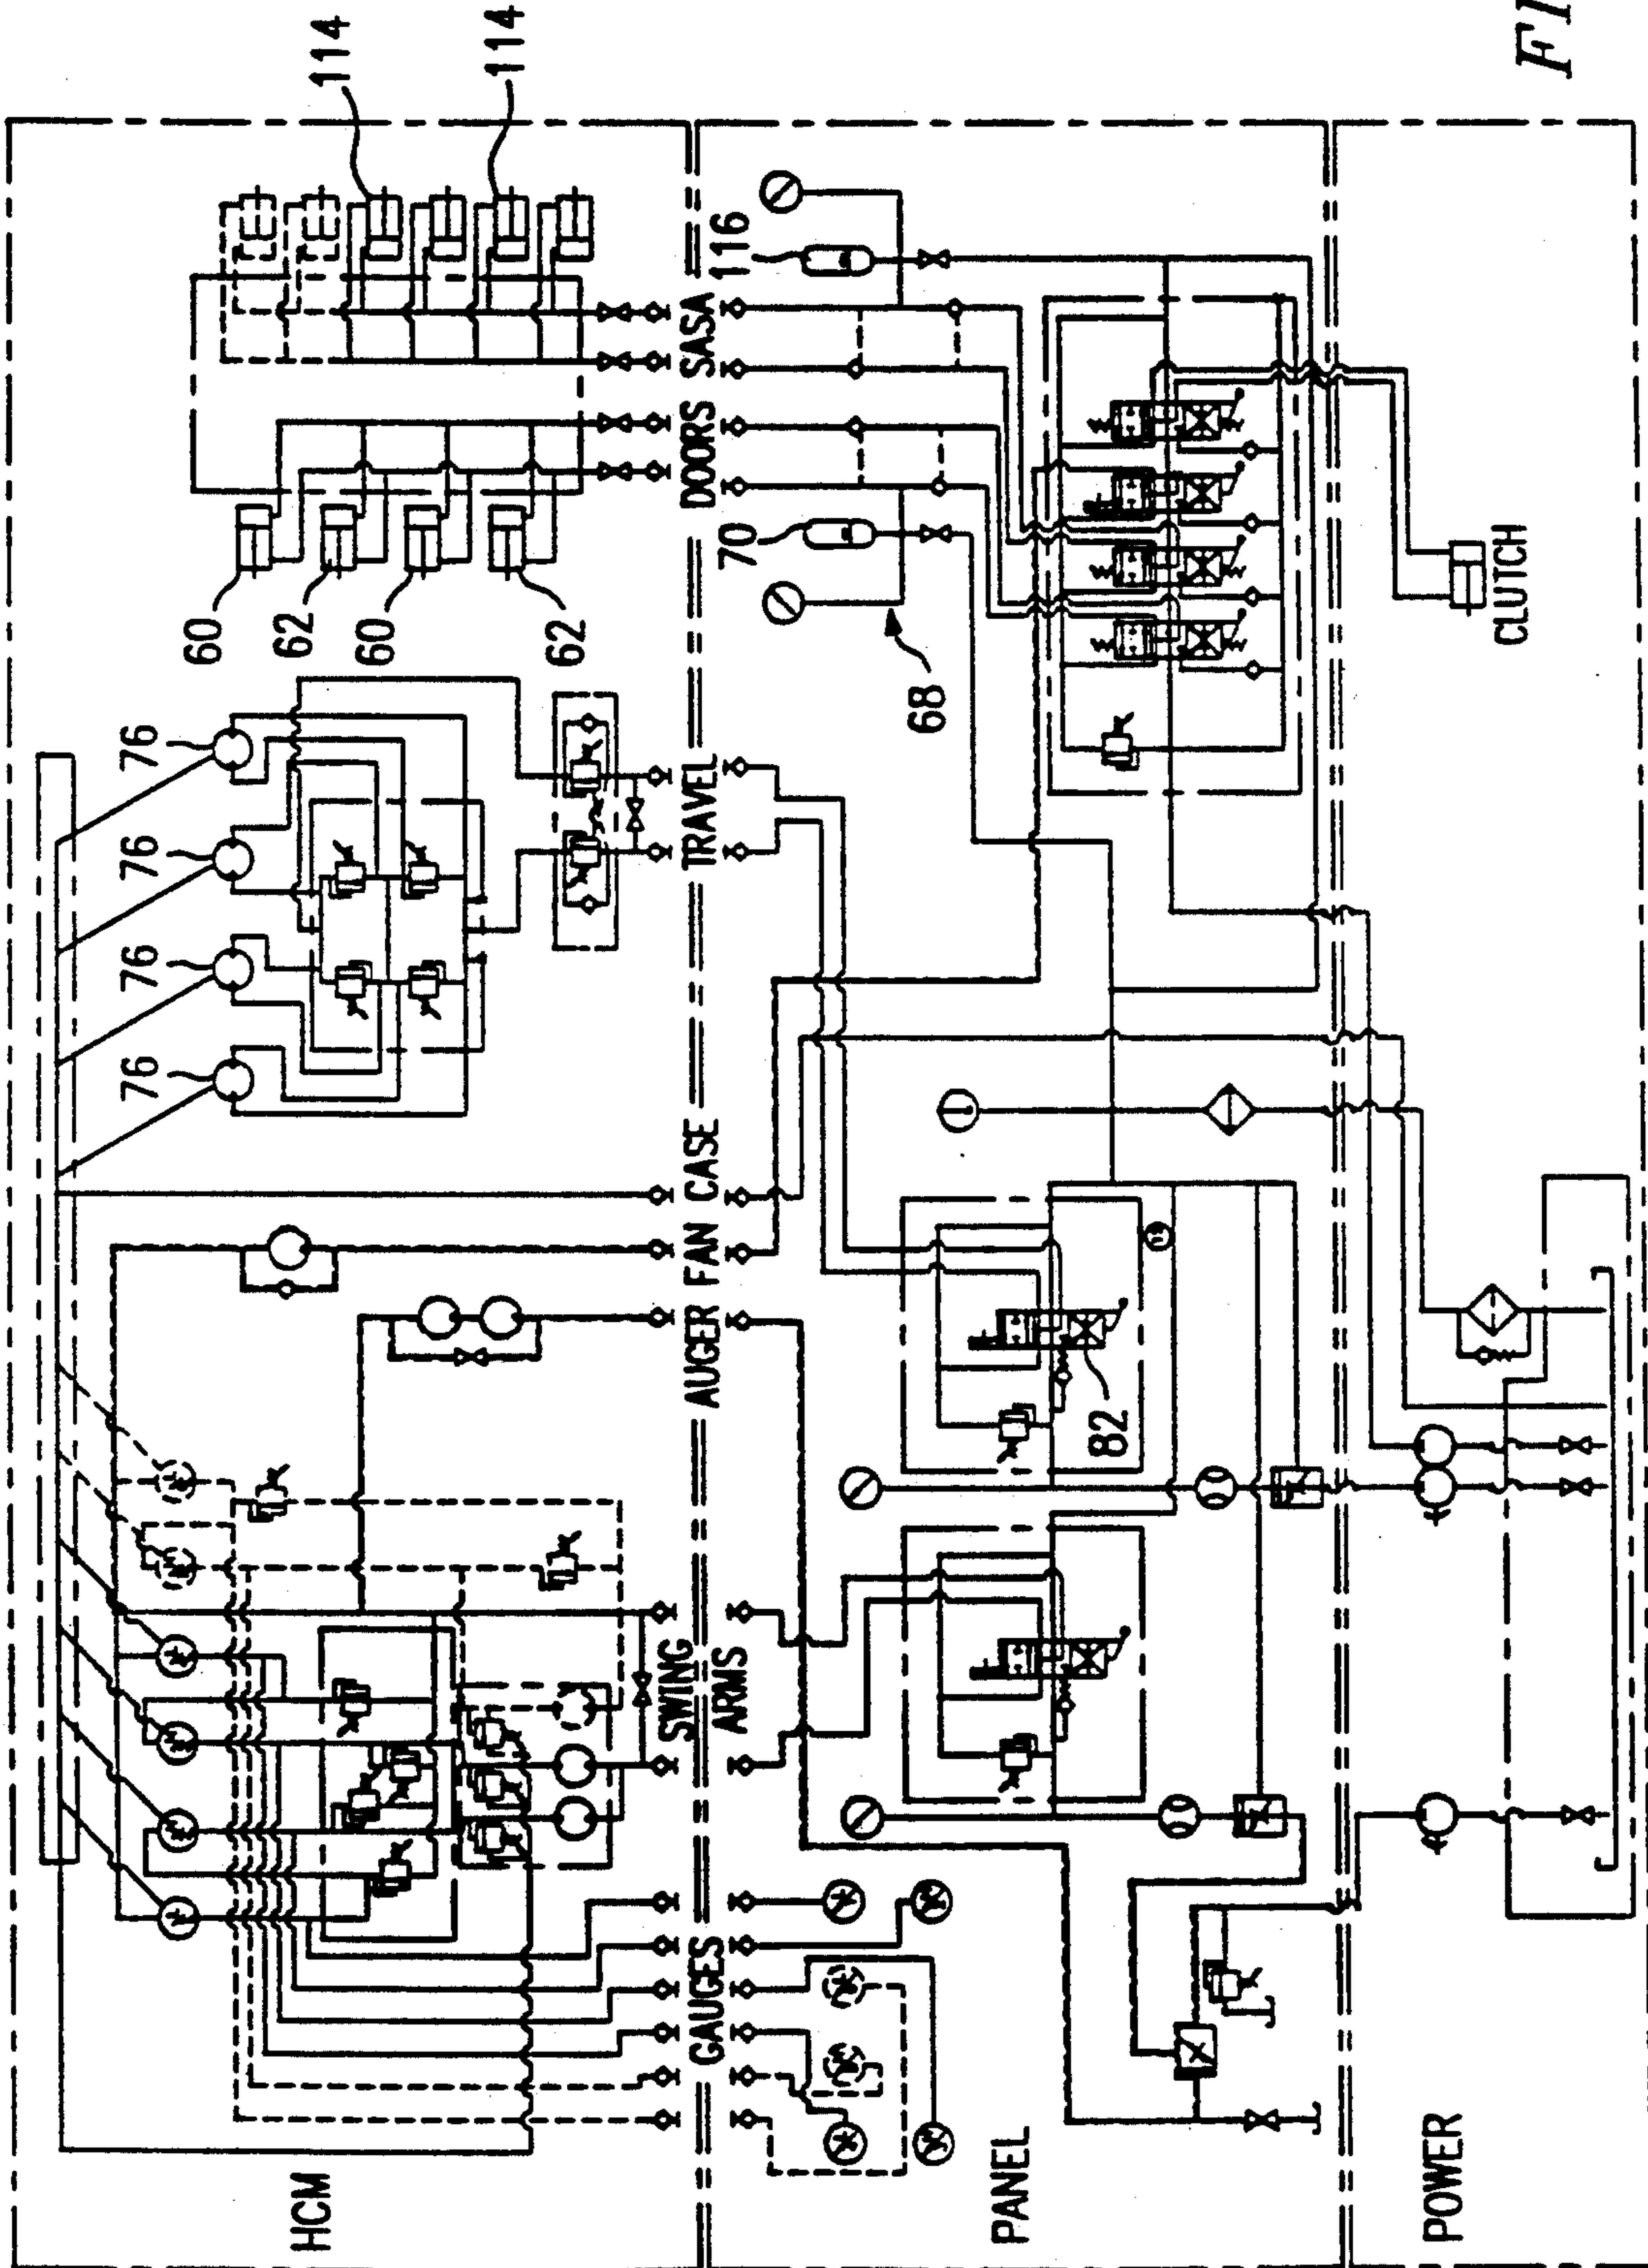 FI
114
114
60
62
60
62
76
76
76
76
HCM
GAUGES
SWING
ARMS
AUGER
FAN
CASE
TRAVEL
DOORS
SASA
70
116
68
82
PANEL
CLUTCH
POWER